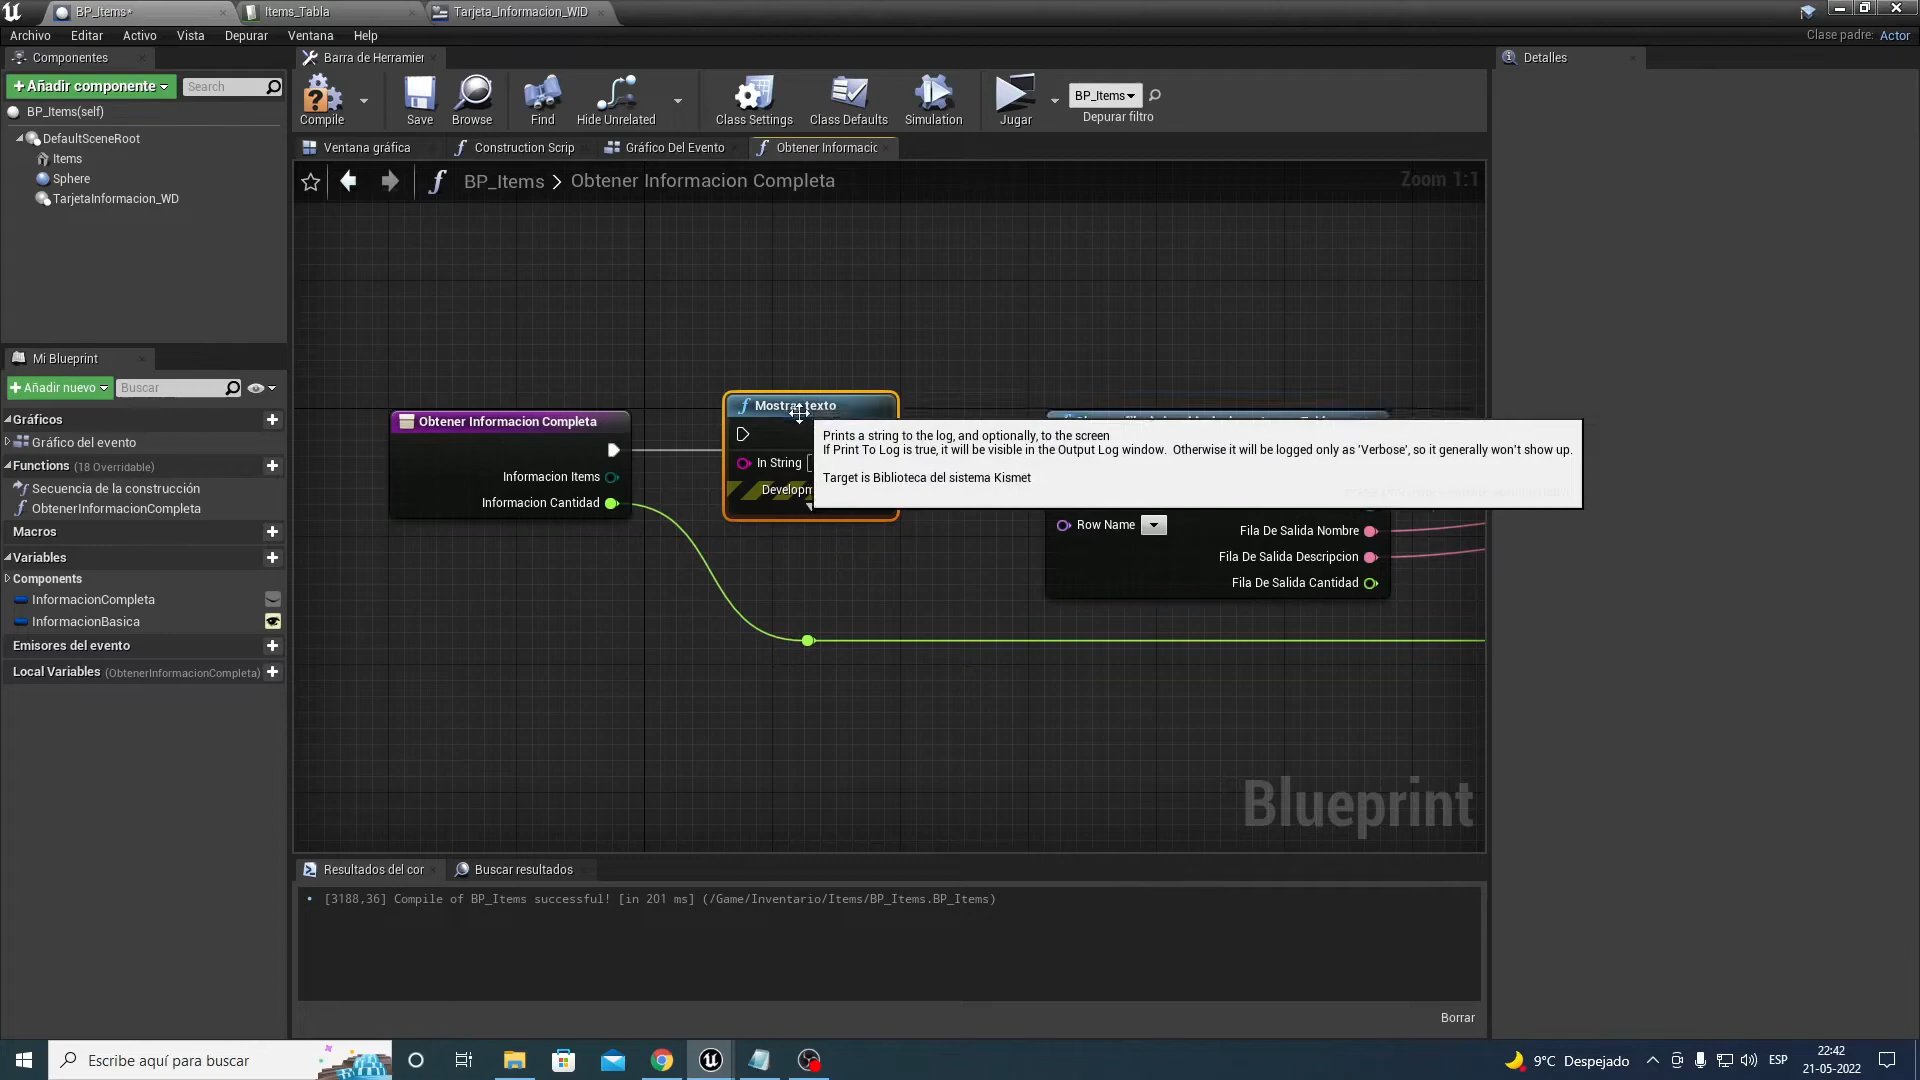 BP_Items*
Items_Tabla
Tarjeta_Informacion_WID
Archivo
Editar
Activo
Vista
Depurar
Ventana
Help
Clase padre: Actor
Componentes
Barra de Herramier
Detalles
Añadir componente
Search
Compile
Save
Browse
Find
Hide Unrelated
Class Settings
Class Defaults
Simulation
Jugar
BP_Items
Depurar filtro
BP_Items(self)
DefaultSceneRoot
Items
Sphere
TarjetaInformacion_WD
Ventana gráfica
Construction Scrip
Gráfico Del Evento
Obtener Informacic
BP_Items > Obtener Informacion Completa
Zoom 1:1
Mi Blueprint
Añadir nuevo
Buscar
Gráficos
Gráfico del evento
Functions (18 Overridable)
Secuencia de la construcción
ObtenerInformacionCompleta
Macros
Variables
Components
InformacionCompleta
InformacionBasica
Emisores del evento
Local Variables (ObtenerInformacionCompleta)
Obtener Informacion Completa
Informacion Items
Informacion Cantidad
Mostrar texto
In String
Developm
Prints a string to the log, and optionally, to the screen
If Print To Log is true, it will be visible in the Output Log window. Otherwise it will be logged only as 'Verbose', so it generally won't show up.
Target is Biblioteca del sistema Kismet
Row Name
Fila De Salida Nombre
Fila De Salida Descripcion
Fila De Salida Cantidad
Blueprint
Resultados del cor
Buscar resultados
[3188,36] Compile of BP_Items successful! [in 201 ms] (/Game/Inventario/Items/BP_Items.BP_Items)
Borrar
Escribe aquí para buscar
9°C Despejado
ESP
22:42
21-05-2022